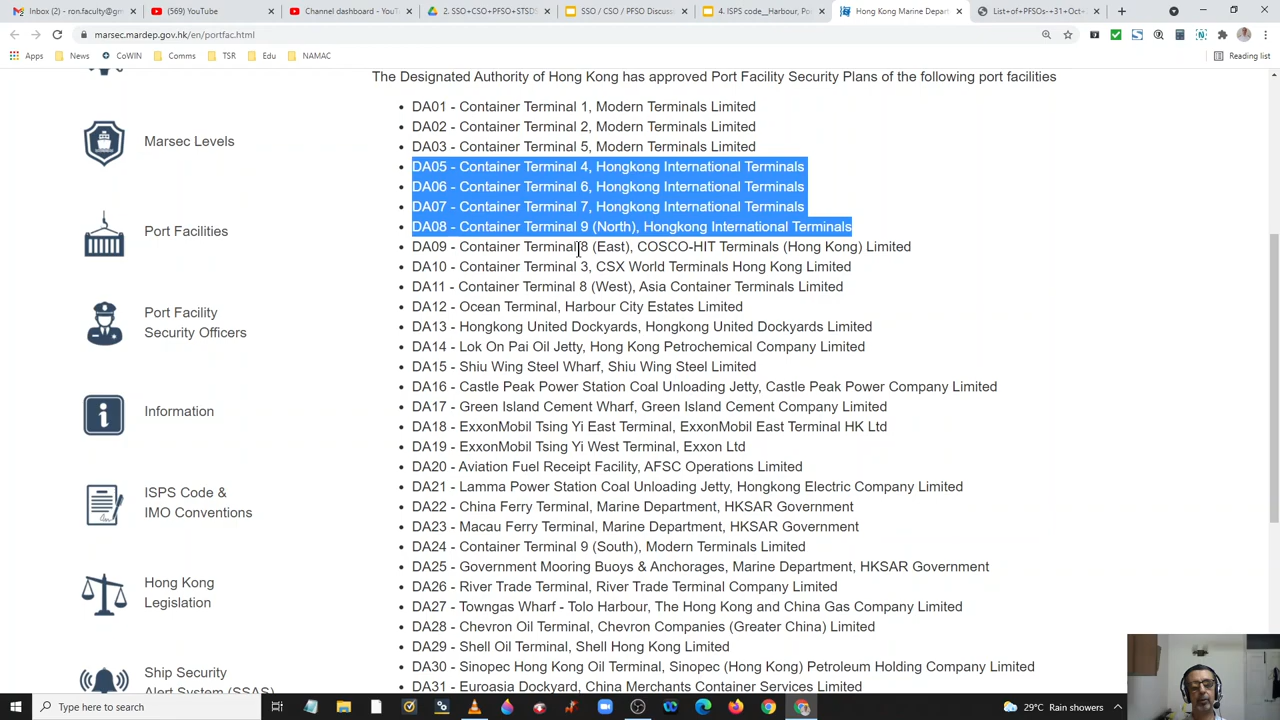 Inbox (2) - ron.faculty@gm
(569) YouTube
Channel dashboard - YouT
2. SSO+CSO+PFSO+STSD
SSO / CSO / PFSO Discuss
4. ISPS code__Harbour, Po
Hong Kong Marine Depar
List+of+PFSOs-+31+Oct-
marsec.mardep.gov.hk/en/portfac.html
Apps
News
CoWIN
Comms
TSR
Edu
NAMAC
Reading list
The Designated Authority of Hong Kong has approved Port Facility Security Plans of the following port facilities
DA01 - Container Terminal 1, Modern Terminals Limited
DA02 - Container Terminal 2, Modern Terminals Limited
DA03 - Container Terminal 5, Modern Terminals Limited
DA05 - Container Terminal 4, Hongkong International Terminals
DA06 - Container Terminal 6, Hongkong International Terminals
DA07 - Container Terminal 7, Hongkong International Terminals
DA08 - Container Terminal 9 (North), Hongkong International Terminals
DA09 - Container Terminal 8 (East), COSCO-HIT Terminals (Hong Kong) Limited
DA10 - Container Terminal 3, CSX World Terminals Hong Kong Limited
DA11 - Container Terminal 8 (West), Asia Container Terminals Limited
DA12 - Ocean Terminal, Harbour City Estates Limited
DA13 - Hongkong United Dockyards, Hongkong United Dockyards Limited
DA14 - Lok On Pai Oil Jetty, Hong Kong Petrochemical Company Limited
DA15 - Shiu Wing Steel Wharf, Shiu Wing Steel Limited
DA16 - Castle Peak Power Station Coal Unloading Jetty, Castle Peak Power Company Limited
DA17 - Green Island Cement Wharf, Green Island Cement Company Limited
DA18 - ExxonMobil Tsing Yi East Terminal, ExxonMobil East Terminal HK Ltd
DA19 - ExxonMobil Tsing Yi West Terminal, Exxon Ltd
DA20 - Aviation Fuel Receipt Facility, AFSC Operations Limited
DA21 - Lamma Power Station Coal Unloading Jetty, Hongkong Electric Company Limited
DA22 - China Ferry Terminal, Marine Department, HKSAR Government
DA23 - Macau Ferry Terminal, Marine Department, HKSAR Government
DA24 - Container Terminal 9 (South), Modern Terminals Limited
DA25 - Government Mooring Buoys & Anchorages, Marine Department, HKSAR Government
DA26 - River Trade Terminal, River Trade Terminal Company Limited
DA27 - Towngas Wharf - Tolo Harbour, The Hong Kong and China Gas Company Limited
DA28 - Chevron Oil Terminal, Chevron Companies (Greater China) Limited
DA29 - Shell Oil Terminal, Shell Hong Kong Limited
DA30 - Sinopec Hong Kong Oil Terminal, Sinopec (Hong Kong) Petroleum Holding Company Limited
DA31 - Euroasia Dockyard, China Merchants Container Services Limited
Marsec Levels
Port Facilities
Port Facility
Security Officers
Information
ISPS Code &
IMO Conventions
Hong Kong
Legislation
Ship Security
Alert System (SSAS)
Type here to search
29°C Rain showers